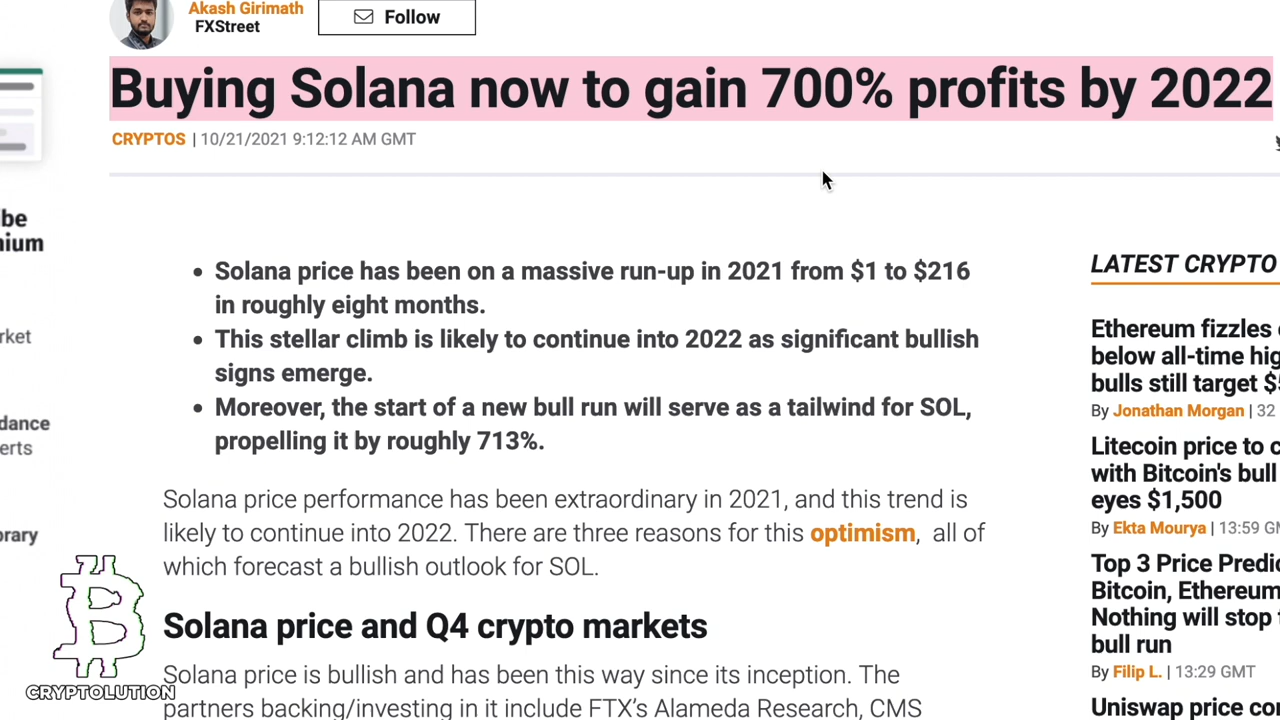 Akash Girimath
FXStreet
Follow
Buying Solana now to gain 700% profits by 2022
CRYPTOS | 10/21/2021 9:12:12 AM GMT
• Solana price has been on a massive run-up in 2021 from $1 to $216
in roughly eight months.
• This stellar climb is likely to continue into 2022 as significant bullish
signs emerge.
• Moreover, the start of a new bull run will serve as a tailwind for SOL,
propelling it by roughly 713%.
Solana price performance has been extraordinary in 2021, and this trend is
likely to continue into 2022. There are three reasons for this optimism, all of
which forecast a bullish outlook for SOL.
Solana price and Q4 crypto markets
Solana price is bullish and has been this way since its inception. The
partners backing/investing in it include FTX's Alameda Research, CMS
LATEST CRYPTO
Ethereum fizzles
below all-time
bulls still target
By Jonathan Morgan | 32
Litecoin price to
with Bitcoin's bull
eyes $1,500
By Ekta Mourya | 13:59
Top 3 Price
Bitcoin, Ethereum
Nothing will stop
bull run
By Filip L. | 13:29 GMT
Uniswap price
CRYPTOLUTION